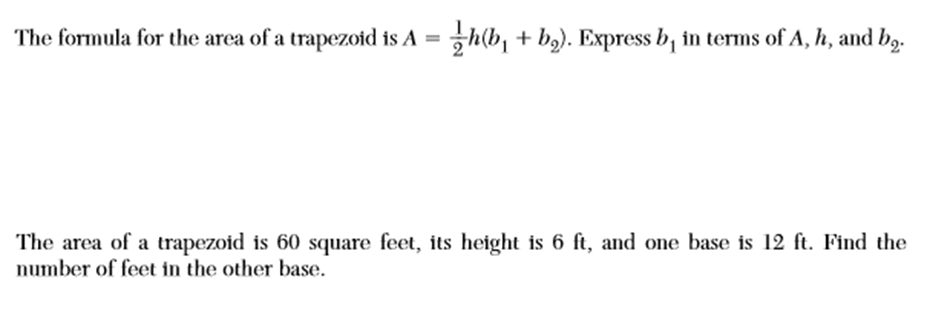 The formula for the area of a trapezoid is A = \frac{1}{2}h(b₁ + b₂). Express b₁ in terms of A, h, and b₂.
The area of a trapezoid is 60 square feet, its height is 6 ft, and one base is 12 ft. Find the
number of feet in the other base.